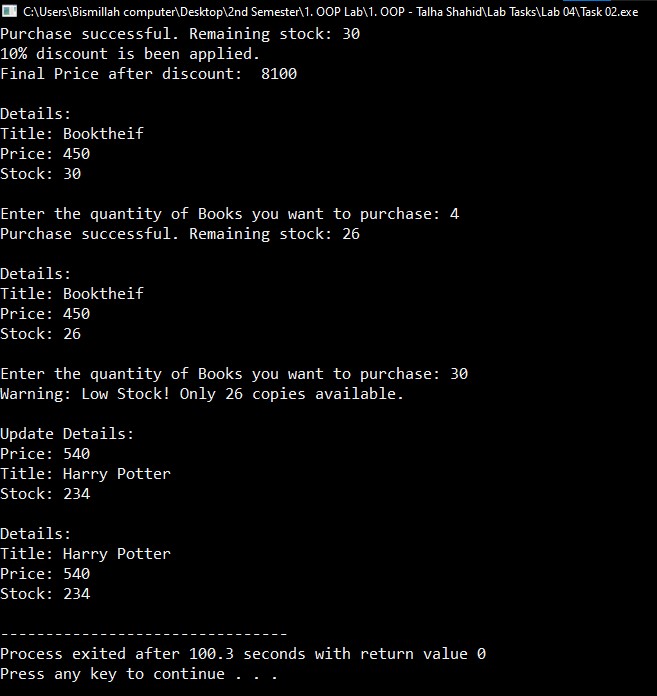 C:\Users\Bismillah computer\Desktop\2nd Semester\1. OOP Lab\1. OOP - Talha Shahid\Lab Tasks\Lab 04\Task 02.exe
Purchase successful. Remaining stock: 30
10% discount is been applied.
Final Price after discount:  8100
Details:
Title: Booktheif
Price: 450
Stock: 30
Enter the quantity of Books you want to purchase: 4
Purchase successful. Remaining stock: 26
Details:
Title: Booktheif
Price: 450
Stock: 26
Enter the quantity of Books you want to purchase: 30
Warning: Low Stock! Only 26 copies available.
Update Details:
Price: 540
Title: Harry Potter
Stock: 234
Details:
Title: Harry Potter
Price: 540
Stock: 234
--------------------------------
Process exited after 100.3 seconds with return value 0
Press any key to continue . . .